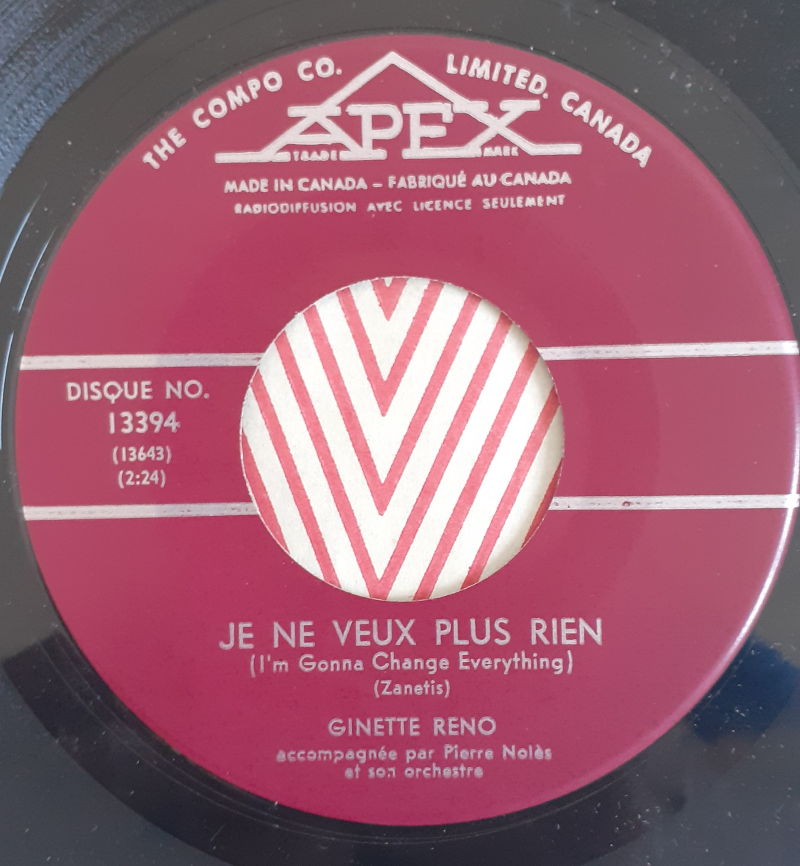 THE COMPO CO. LIMITED. CANADA
APEX
TRADE MARK
MADE IN CANADA – FABRIQUÉ AU CANADA
RADIODIFFUSION AVEC LICENCE SEULEMENT
DISQUE NO.
13394
(13643)
(2:24)
JE NE VEUX PLUS RIEN
(I'm Gonna Change Everything)
(Zanetis)
GINETTE RENO
accompagnée par Pierre Nolès
et son orchestre